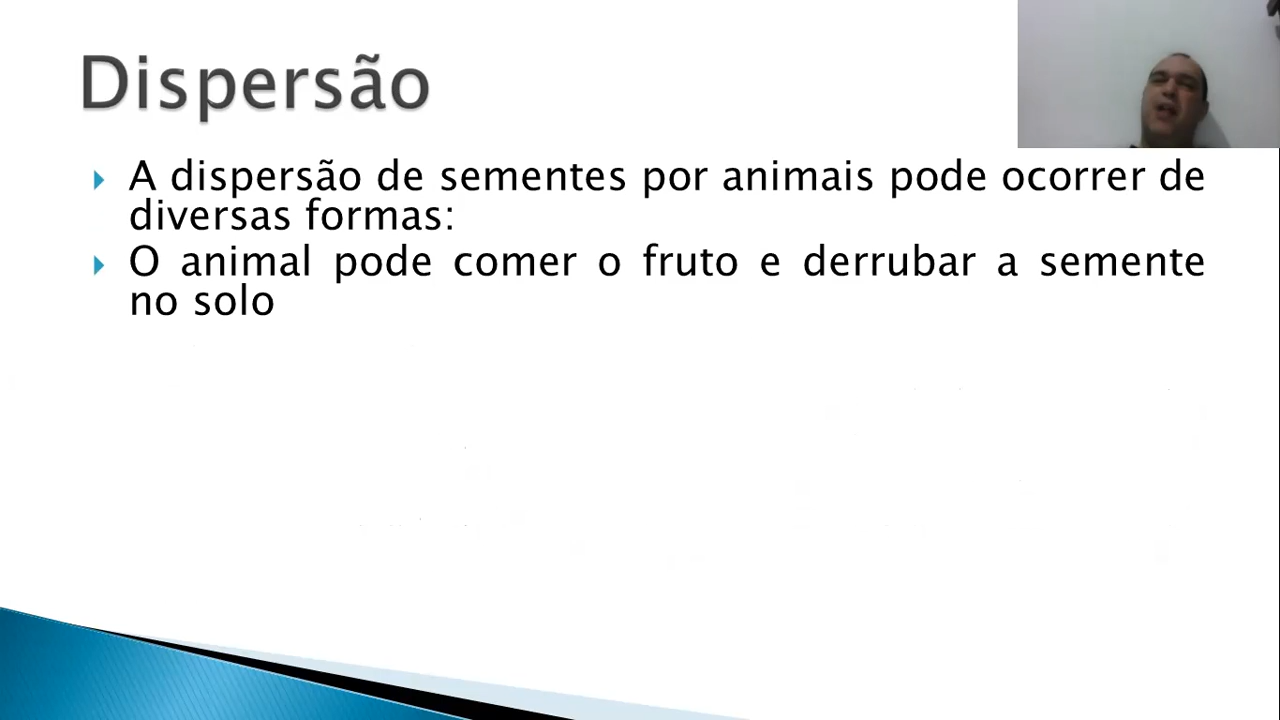 Dispersão
A dispersão de sementes por animais pode ocorrer de
diversas formas:
O animal pode comer o fruto e derrubar a semente
no solo